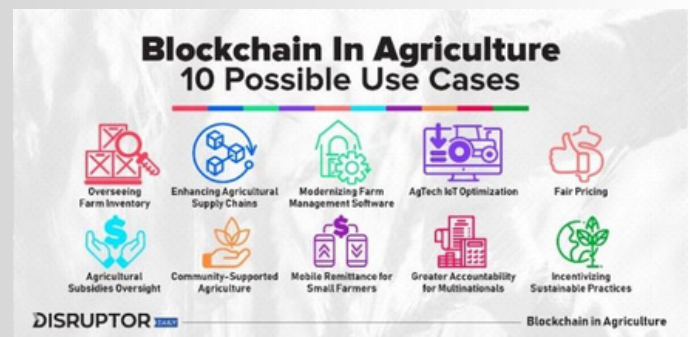 Blockchain In Agriculture
10 Possible Use Cases
Overseeing
Farm Inventory
Enhancing Agricultural
Supply Chains
Modernizing Farm
Management Software
AgTech IoT Optimization
Fair Pricing
Agricultural
Subsidies Oversight
Community-Supported
Agriculture
Mobile Remittance for
Small Farmers
Greater Accountability
for Multinationals
Incentivizing
Sustainable Practices
DISRUPTOR DAILY
Blockchain in Agriculture